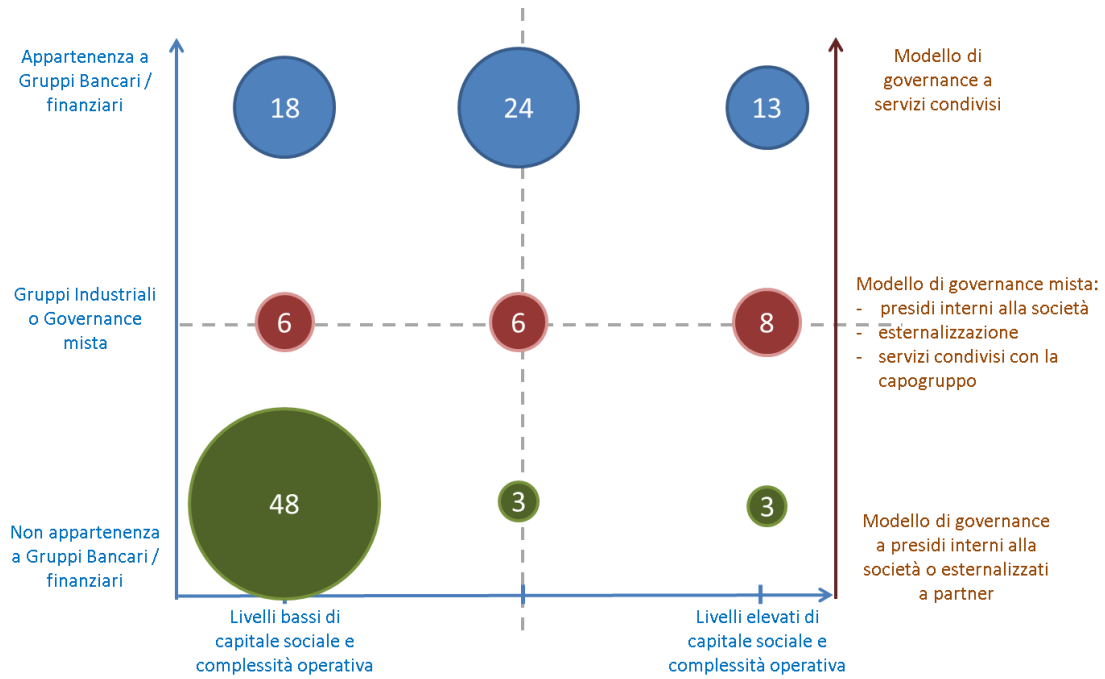 Appartenenza a
Gruppi Bancari /
finanziari
18
24
13
Modello di
governance a
servizi condivisi
Gruppi Industriali
o Governance
mista
6
6
8
Modello di governance mista:
- presidi interni alla società
- esternalizzazione
- servizi condivisi con la
capogruppo
48
3
3
Non appartenenza
a Gruppi Bancari /
finanziari
Modello di governance
a presidi interni alla
società o esternalizzati
a partner
Livelli bassi di
capitale sociale e
complessità operativa
Livelli elevati di
capitale sociale e
complessità operativa